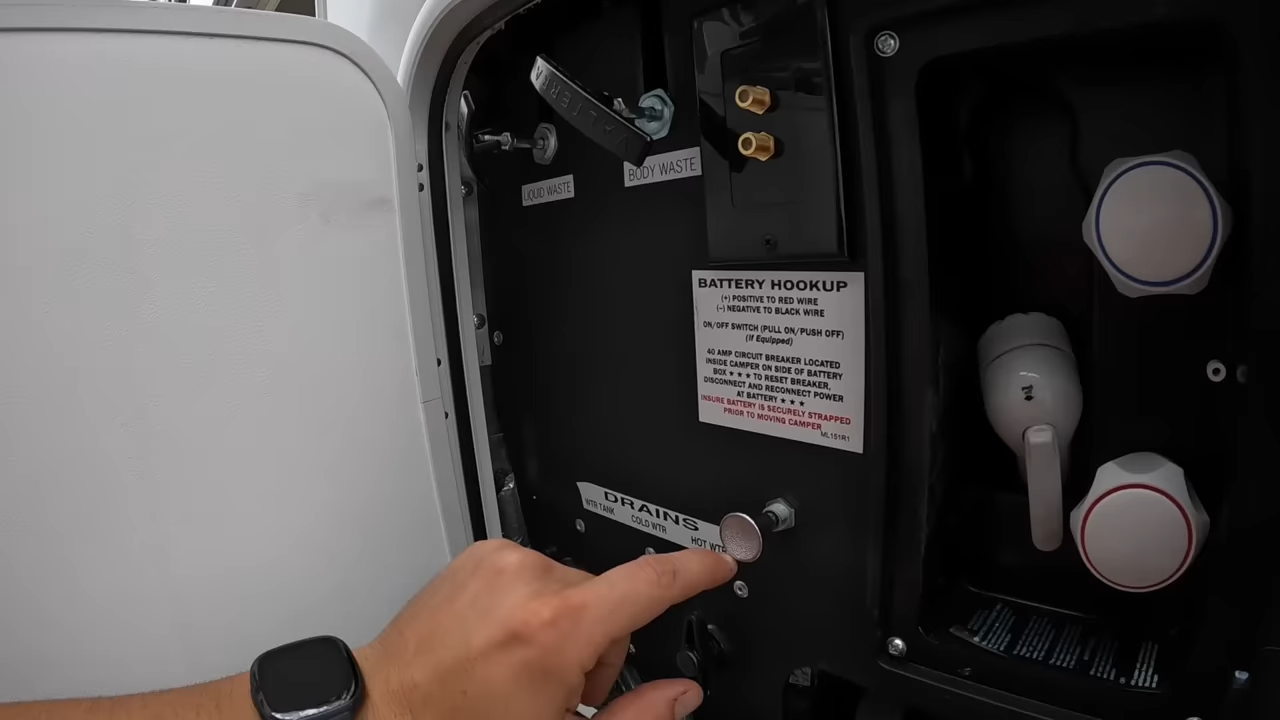 VALTERRA
LIQUID WASTE
BODY WASTE
BATTERY HOOKUP
(+) POSITIVE TO RED WIRE
(–) NEGATIVE TO BLACK WIRE
ON/OFF SWITCH (PULL ON/PUSH OFF)
(If Equipped)
40 AMP CIRCUIT BREAKER LOCATED
INSIDE CAMPER ON SIDE OF BATTERY
BOX ★ ★ ★ TO RESET BREAKER,
DISCONNECT AND RECONNECT POWER
AT BATTERY ★ ★ ★
INSURE BATTERY IS SECURELY STRAPPED
PRIOR TO MOVING CAMPER
ML151R1
DRAINS
WTR TANK COLD WTR HOT WTR